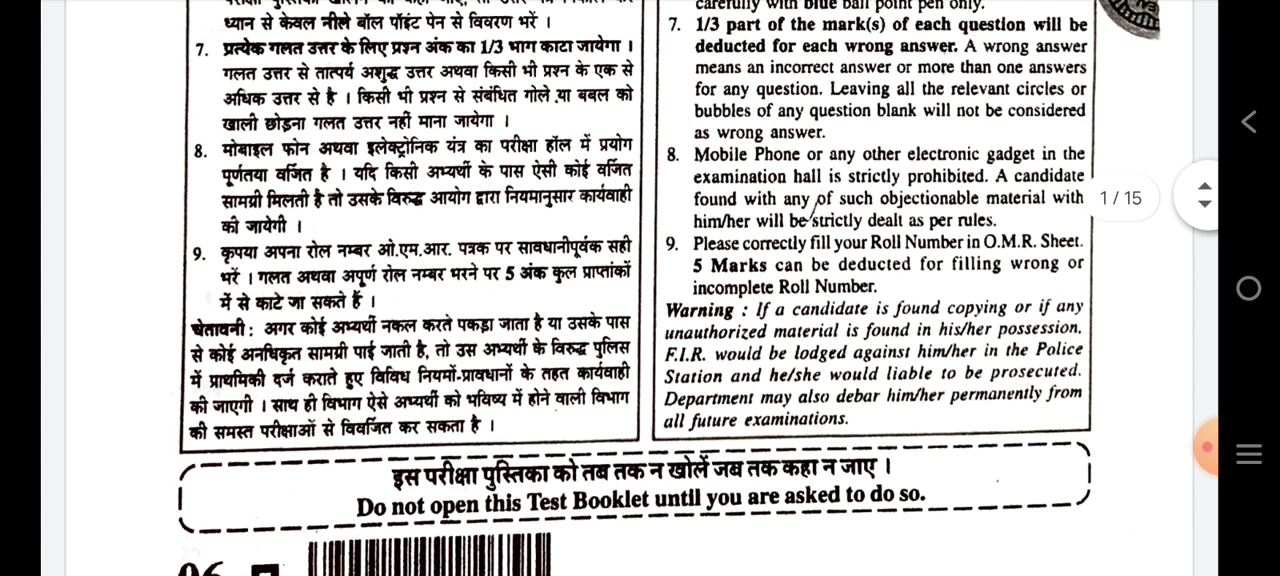 ध्यान से केवल नीले बॉल पॉइंट पेन से विवरण भरें ।
7. प्रत्येक गलत उत्तर के लिए प्रश्न अंक का 1/3 भाग काटा जायेगा ।
गलत उत्तर से तात्पर्य अशुद्ध उत्तर अथवा किसी भी प्रश्न के एक से
अधिक उत्तर से है । किसी भी प्रश्न से संबंधित गोले या बबल को
खाली छोड़ना गलत उत्तर नहीं माना जायेगा ।
8. मोबाइल फोन अथवा इलेक्ट्रोनिक यंत्र का परीक्षा हॉल में प्रयोग
पूर्णतया वर्जित है । यदि किसी अभ्यर्थी के पास ऐसी कोई वर्जित
सामग्री मिलती है तो उसके विरुद्ध आयोग द्वारा नियमानुसार कार्यवाही
की जायेगी ।
9. कृपया अपना रोल नम्बर ओ.एम.आर. पत्रक पर सावधानीपूर्वक सही
भरें । गलत अथवा अपूर्ण रोल नम्बर भरने पर 5 अंक कुल प्राप्तांकों
में से काटे जा सकते हैं ।
चेतावनी : अगर कोई अभ्यर्थी नकल करते पकड़ा जाता है या उसके पास
से कोई अनधिकृत सामग्री पाई जाती है, तो उस अभ्यर्थी के विरुद्ध पुलिस
में प्राथमिकी दर्ज कराते हुए विविध नियमों-प्रावधानों के तहत कार्यवाही
की जाएगी । साथ ही विभाग ऐसे अभ्यर्थी को भविष्य में होने वाली विभाग
की समस्त परीक्षाओं से विवर्जित कर सकता है ।
carefully with blue ball point pen only.
7. 1/3 part of the mark(s) of each question will be
deducted for each wrong answer. A wrong answer
means an incorrect answer or more than one answers
for any question. Leaving all the relevant circles or
bubbles of any question blank will not be considered
as wrong answer.
8. Mobile Phone or any other electronic gadget in the
examination hall is strictly prohibited. A candidate
found with any of such objectionable material with
him/her will be strictly dealt as per rules.
9. Please correctly fill your Roll Number in O.M.R. Sheet.
5 Marks can be deducted for filling wrong or
incomplete Roll Number.
Warning : If a candidate is found copying or if any
unauthorized material is found in his/her possession,
F.I.R. would be lodged against him/her in the Police
Station and he/she would liable to be prosecuted.
Department may also debar him/her permanently from
all future examinations.
1 / 15
इस परीक्षा पुस्तिका को तब तक न खोलें जब तक कहा न जाए ।
Do not open this Test Booklet until you are asked to do so.